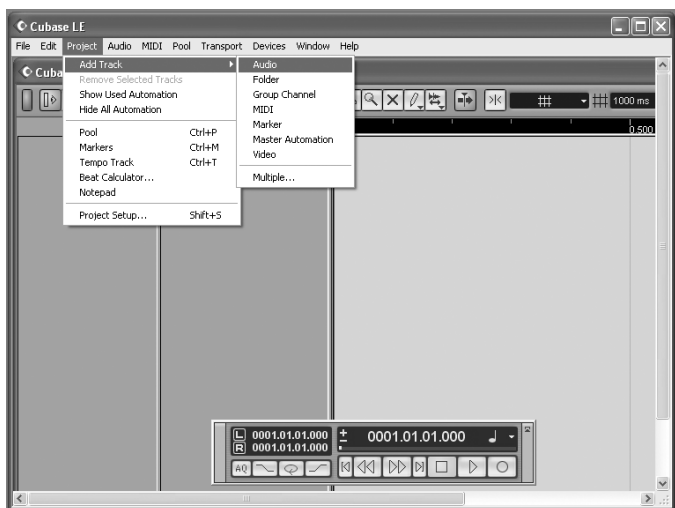 Cubase LE
File Edit Project Audio MIDI Pool Transport Devices Window Help
Cuba
Add Track
Remove Selected Tracks
Show Used Automation
Hide All Automation
Pool Ctrl+P
Markers Ctrl+M
Tempo Track Ctrl+T
Beat Calculator...
Notepad
Project Setup... Shift+S
Audio
Folder
Group Channel
MIDI
Marker
Master Automation
Video
Multiple...
1000 ms
0.500
L 0001.01.01.000
R 0001.01.01.000
0001.01.01.000
AQ